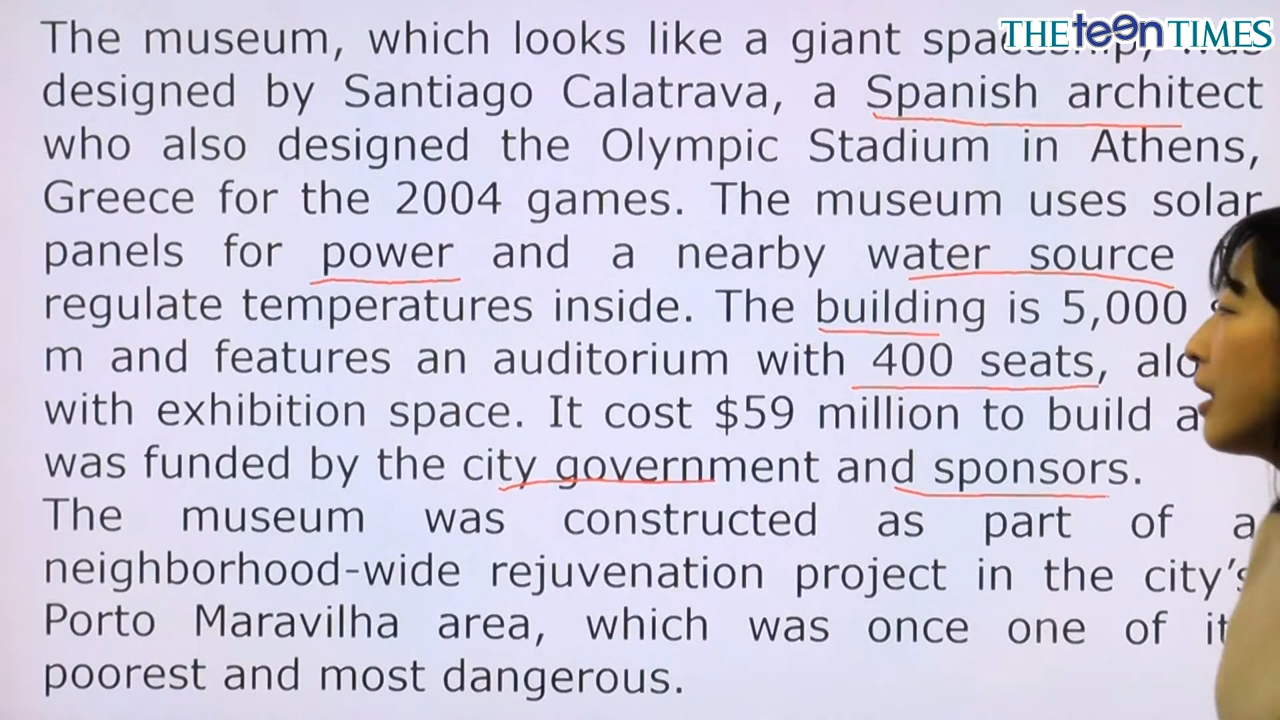 THE teen TIMES
The museum, which looks like a giant
designed by Santiago Calatrava, a Spanish architect
who also designed the Olympic Stadium in Athens,
Greece for the 2004 games. The museum uses solar
panels for power and a nearby water source
regulate temperatures inside. The building is 5,000
m and features an auditorium with 400 seats,
with exhibition space. It cost $59 million to build
was funded by the city government and sponsors.
The museum was constructed as part of a
neighborhood-wide rejuvenation project in the city's
Porto Maravilha area, which was once one of
poorest and most dangerous.